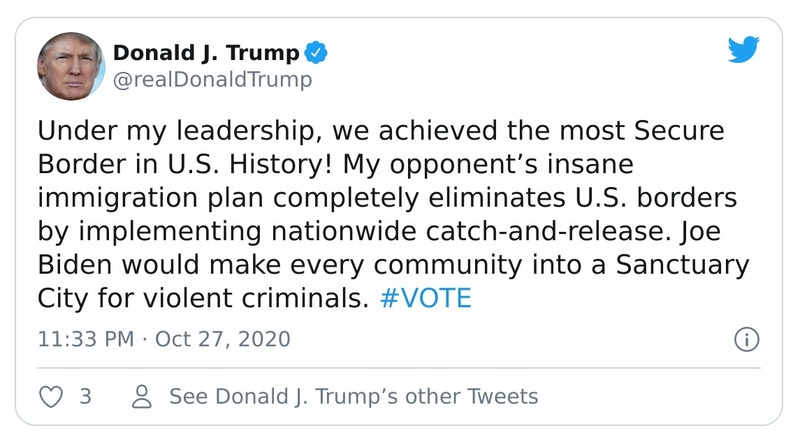 Donald J. Trump
@realDonaldTrump
Under my leadership, we achieved the most Secure
Border in U.S. History! My opponent’s insane
immigration plan completely eliminates U.S. borders
by implementing nationwide catch-and-release. Joe
Biden would make every community into a Sanctuary
City for violent criminals. #VOTE
11:33 PM · Oct 27, 2020
3 See Donald J. Trump’s other Tweets